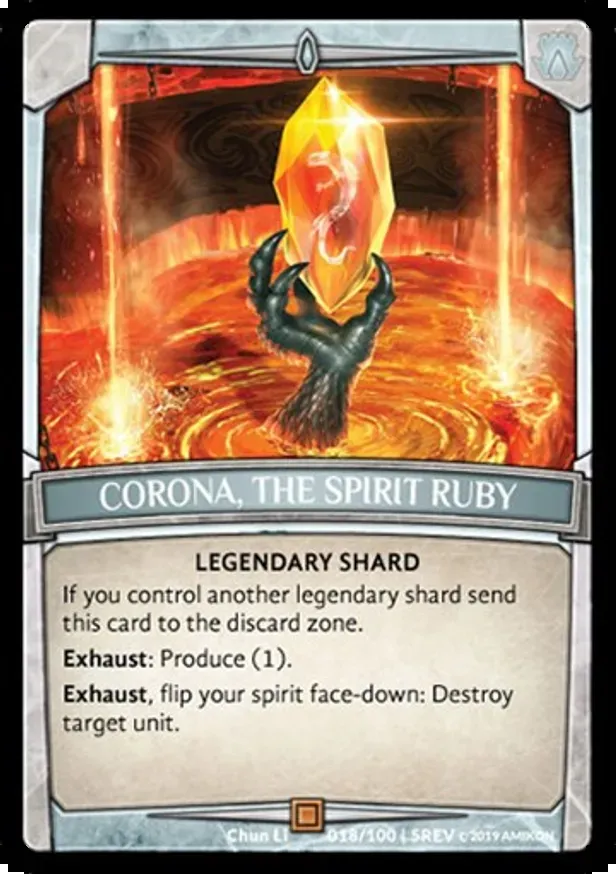 CORONA, THE SPIRIT RUBY
LEGENDARY SHARD
If you control another legendary shard send
this card to the discard zone.
Exhaust: Produce (1).
Exhaust, flip your spirit face-down: Destroy
target unit.
Chun Li 018/100 | SREV ©2019 AMIKON